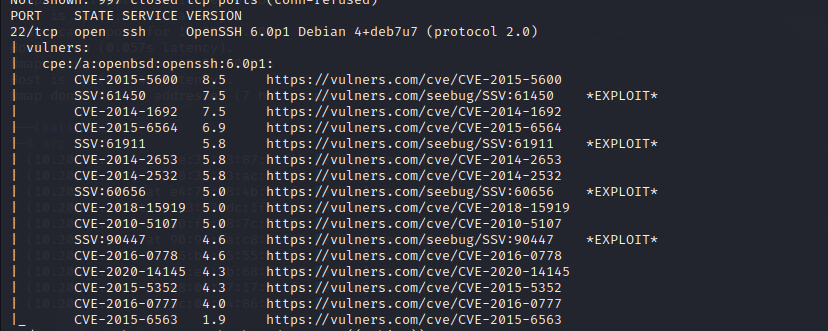 Not shown: 997 closed tcp ports (conn-refused)
PORT STATE SERVICE VERSION
22/tcp open ssh OpenSSH 6.0p1 Debian 4+deb7u7 (protocol 2.0)
| vulners:
| cpe:/a:openbsd:openssh:6.0p1:
| CVE-2015-5600 8.5 https://vulners.com/cve/CVE-2015-5600
| SSV:61450 7.5 https://vulners.com/seebug/SSV:61450 *EXPLOIT*
| CVE-2014-1692 7.5 https://vulners.com/cve/CVE-2014-1692
| CVE-2015-6564 6.9 https://vulners.com/cve/CVE-2015-6564
| SSV:61911 5.8 https://vulners.com/seebug/SSV:61911 *EXPLOIT*
| CVE-2014-2653 5.8 https://vulners.com/cve/CVE-2014-2653
| CVE-2014-2532 5.8 https://vulners.com/cve/CVE-2014-2532
| SSV:60656 5.0 https://vulners.com/seebug/SSV:60656 *EXPLOIT*
| CVE-2018-15919 5.0 https://vulners.com/cve/CVE-2018-15919
| CVE-2010-5107 5.0 https://vulners.com/cve/CVE-2010-5107
| SSV:90447 4.6 https://vulners.com/seebug/SSV:90447 *EXPLOIT*
| CVE-2016-0778 4.6 https://vulners.com/cve/CVE-2016-0778
| CVE-2020-14145 4.3 https://vulners.com/cve/CVE-2020-14145
| CVE-2015-5352 4.3 https://vulners.com/cve/CVE-2015-5352
| CVE-2016-0777 4.0 https://vulners.com/cve/CVE-2016-0777
|_ CVE-2015-6563 1.9 https://vulners.com/cve/CVE-2015-6563